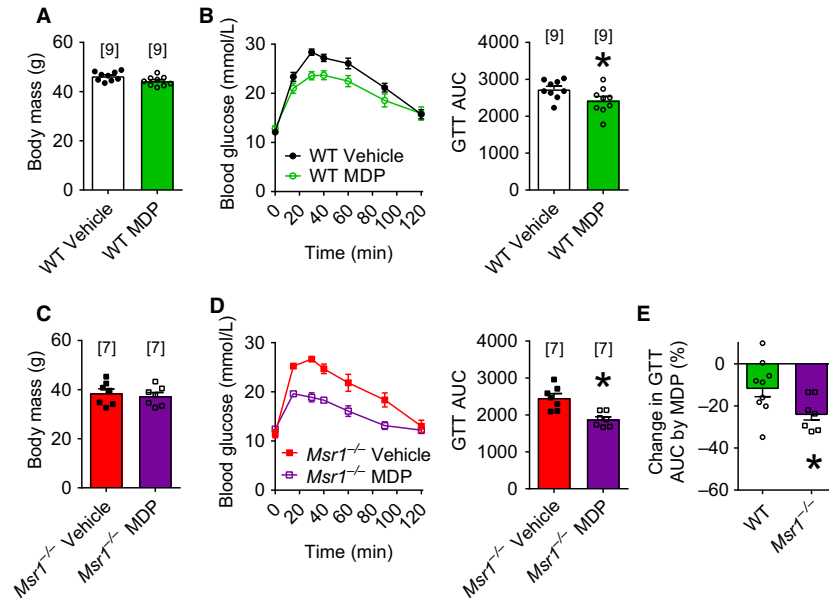 A
[9] [9]
Body mass (g)
60
40
20
0
WT Vehicle
WT MDP
B
Blood glucose (mmol/L)
30
20
10
0
WT Vehicle
WT MDP
0 20 40 60 80 100 120
Time (min)
GTT AUC
[9] [9]
*
4000
3000
2000
1000
0
WT Vehicle
WT MDP
C
[7] [7]
Body mass (g)
60
40
20
0
Msr1⁻/⁻ Vehicle
Msr1⁻/⁻ MDP
D
Blood glucose (mmol/L)
30
20
10
0
Msr1⁻/⁻ Vehicle
Msr1⁻/⁻ MDP
0 20 40 60 80 100 120
Time (min)
GTT AUC
[7] [7]
*
4000
3000
2000
1000
0
Msr1⁻/⁻ Vehicle
Msr1⁻/⁻ MDP
E
Change in GTT
AUC by MDP (%)
0
−20
−40
−60
*
WT
Msr1⁻/⁻